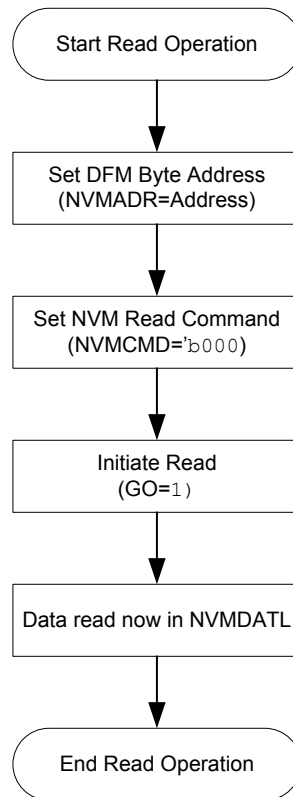 Start Read Operation
Set DFM Byte Address
(NVMADR=Address)
Set NVM Read Command
(NVMCMD='b000)
Initiate Read
(GO=1)
Data read now in NVMDATL
End Read Operation